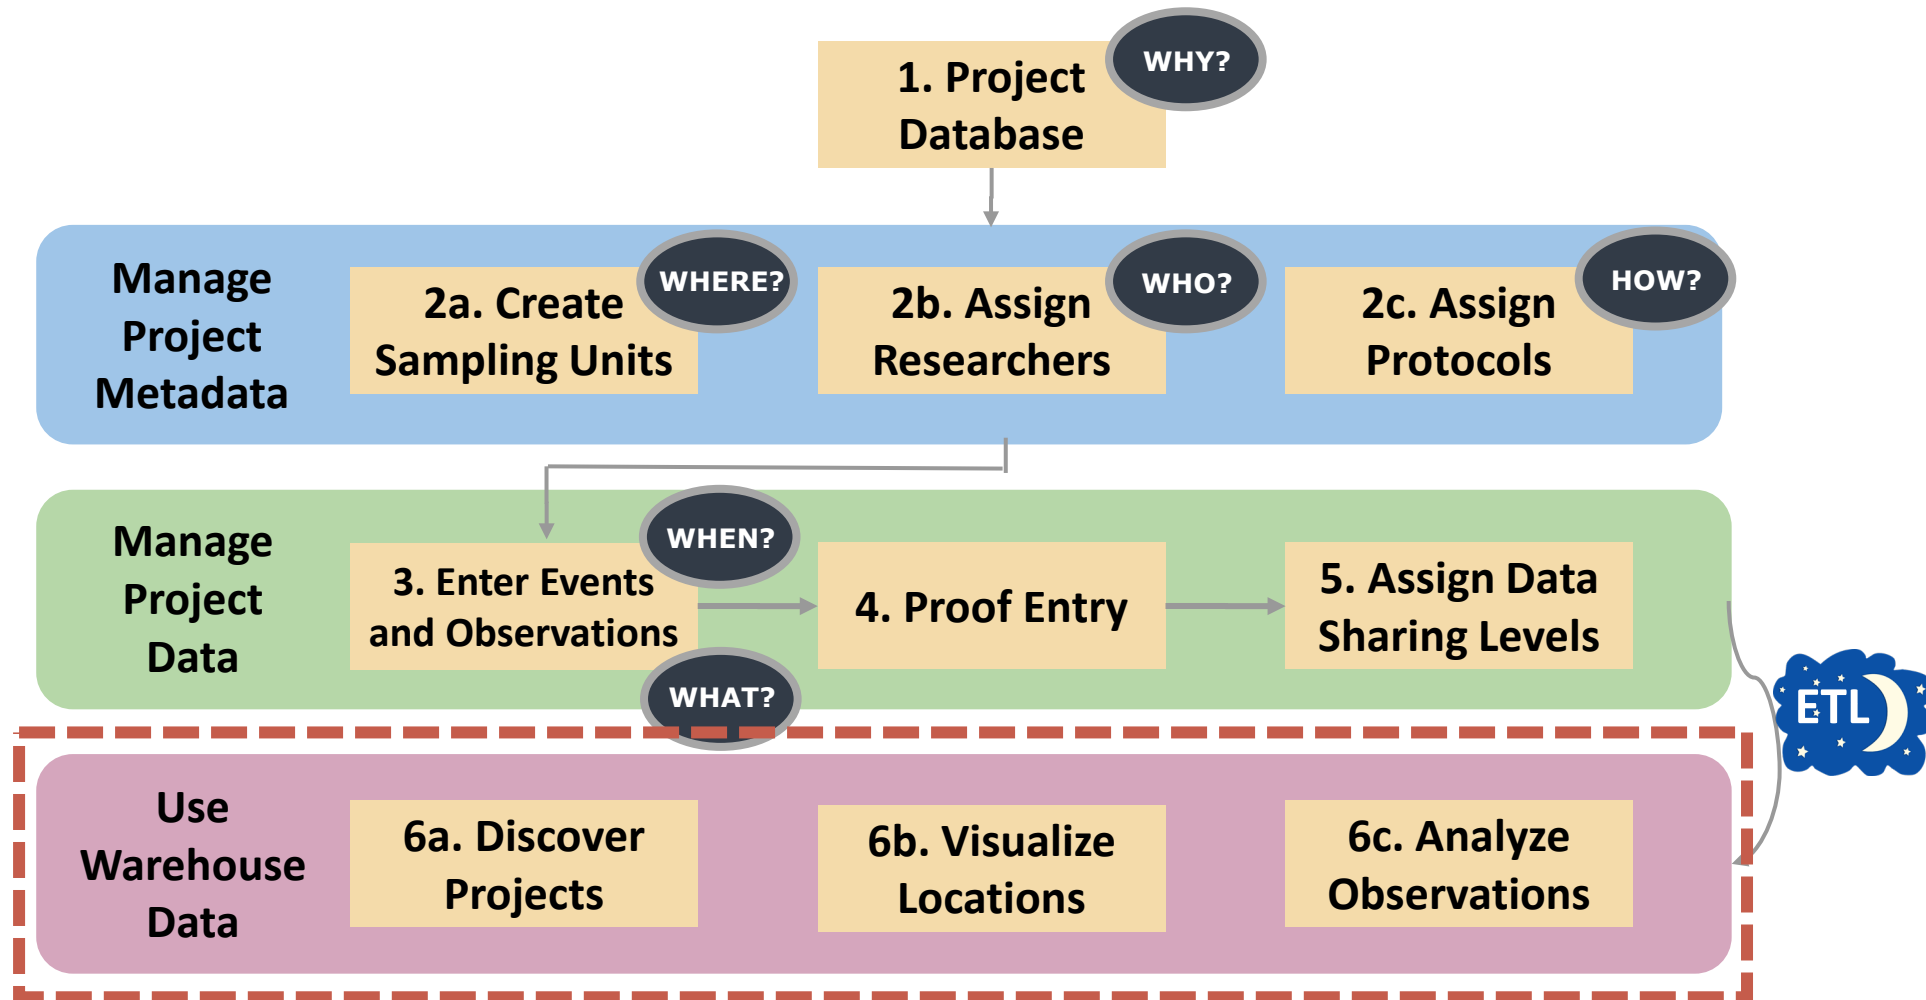 1. Project
Database
WHY?
Manage
Project
Metadata
2a. Create
Sampling Units
WHERE?
2b. Assign
Researchers
WHO?
2c. Assign
Protocols
HOW?
Manage
Project
Data
3. Enter Events
and Observations
WHEN?
WHAT?
4. Proof Entry
5. Assign Data
Sharing Levels
ETL
Use
Warehouse
Data
6a. Discover
Projects
6b. Visualize
Locations
6c. Analyze
Observations